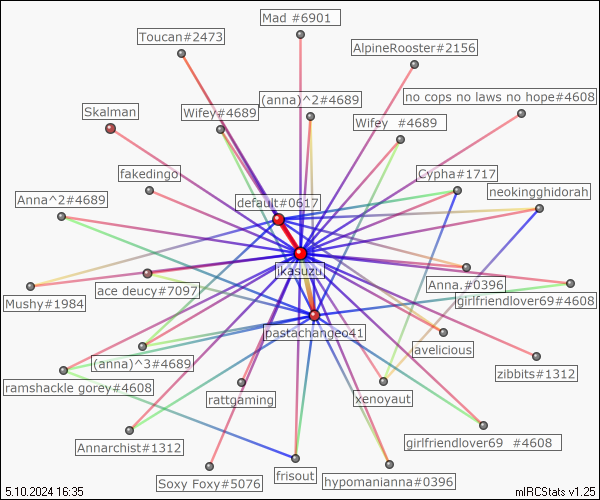 Mad #6901
Toucan#2473
AlpineRooster#2156
(anna)^2#4689
no cops no laws no hope#4608
Skalman
Wifey#4689
Wifey  #4689
fakedingo
Cypha#1717
neokingghidorah
Anna^2#4689
default#0617
ikasuzu
Anna.#0396
ace deucy#7097
Mushy#1984
girlfriendlover69#4608
pastachangeo41
avelicious
(anna)^3#4689
zibbits#1312
ramshackle gorey#4608
rattgaming
xenoyaut
Annarchist#1312
girlfriendlover69  #4608
Soxy Foxy#5076
frisout
hypomanianna#0396
5.10.2024 16:35
mIRCStats v1.25